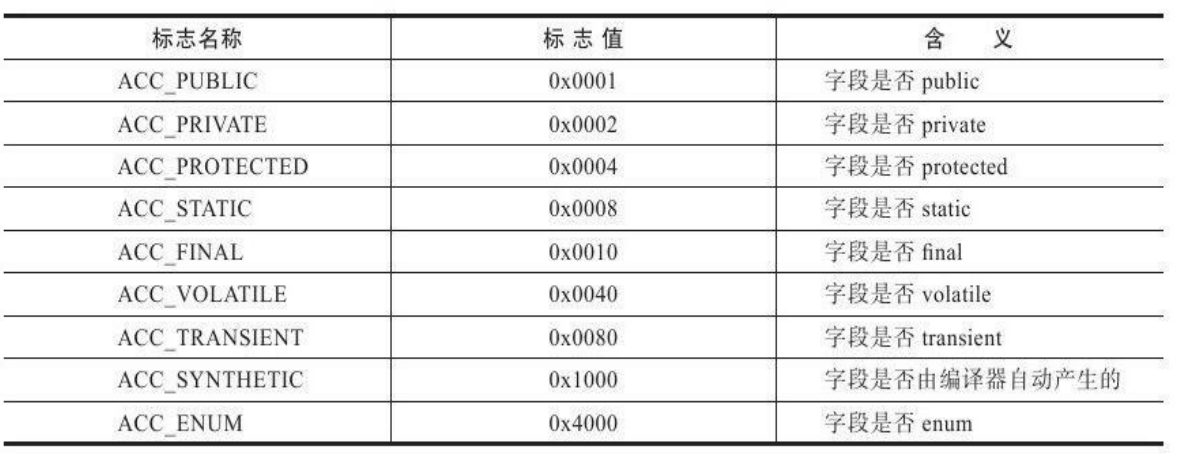 标志名称 标 志 值 含 义
ACC_PUBLIC 0x0001 字段是否 public
ACC_PRIVATE 0x0002 字段是否 private
ACC_PROTECTED 0x0004 字段是否 protected
ACC_STATIC 0x0008 字段是否 static
ACC_FINAL 0x0010 字段是否 final
ACC_VOLATILE 0x0040 字段是否 volatile
ACC_TRANSIENT 0x0080 字段是否 transient
ACC_SYNTHETIC 0x1000 字段是否由编译器自动产生的
ACC_ENUM 0x4000 字段是否 enum